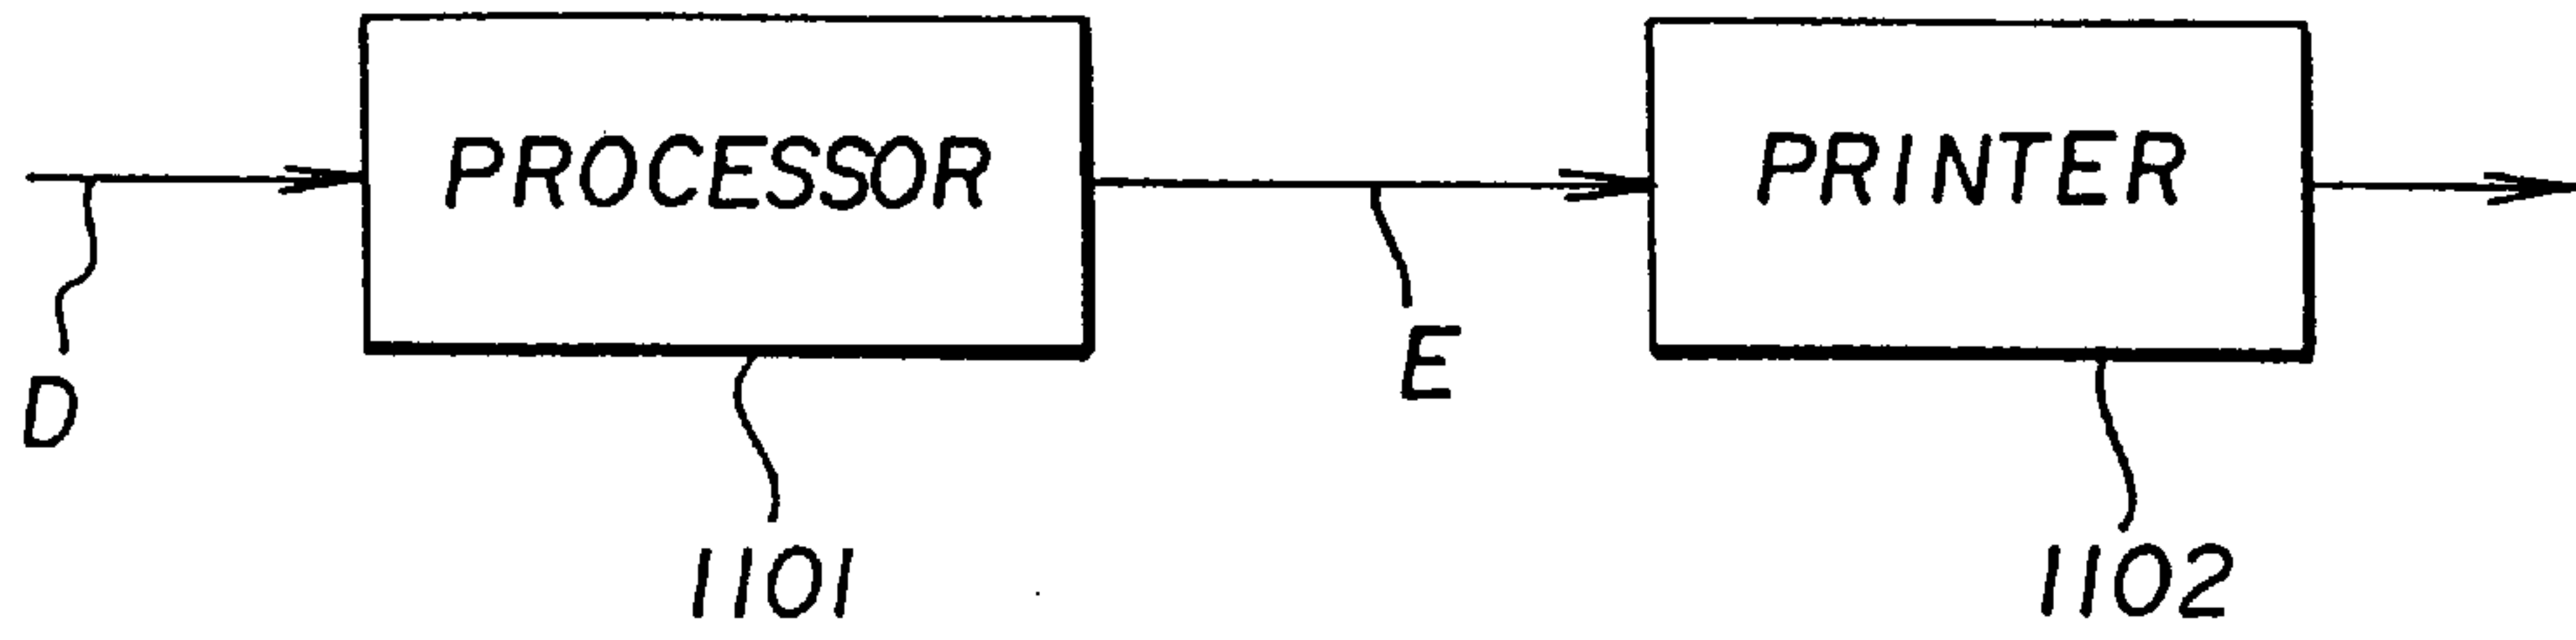 PROCESSOR
PRINTER
D
E
1101
1102